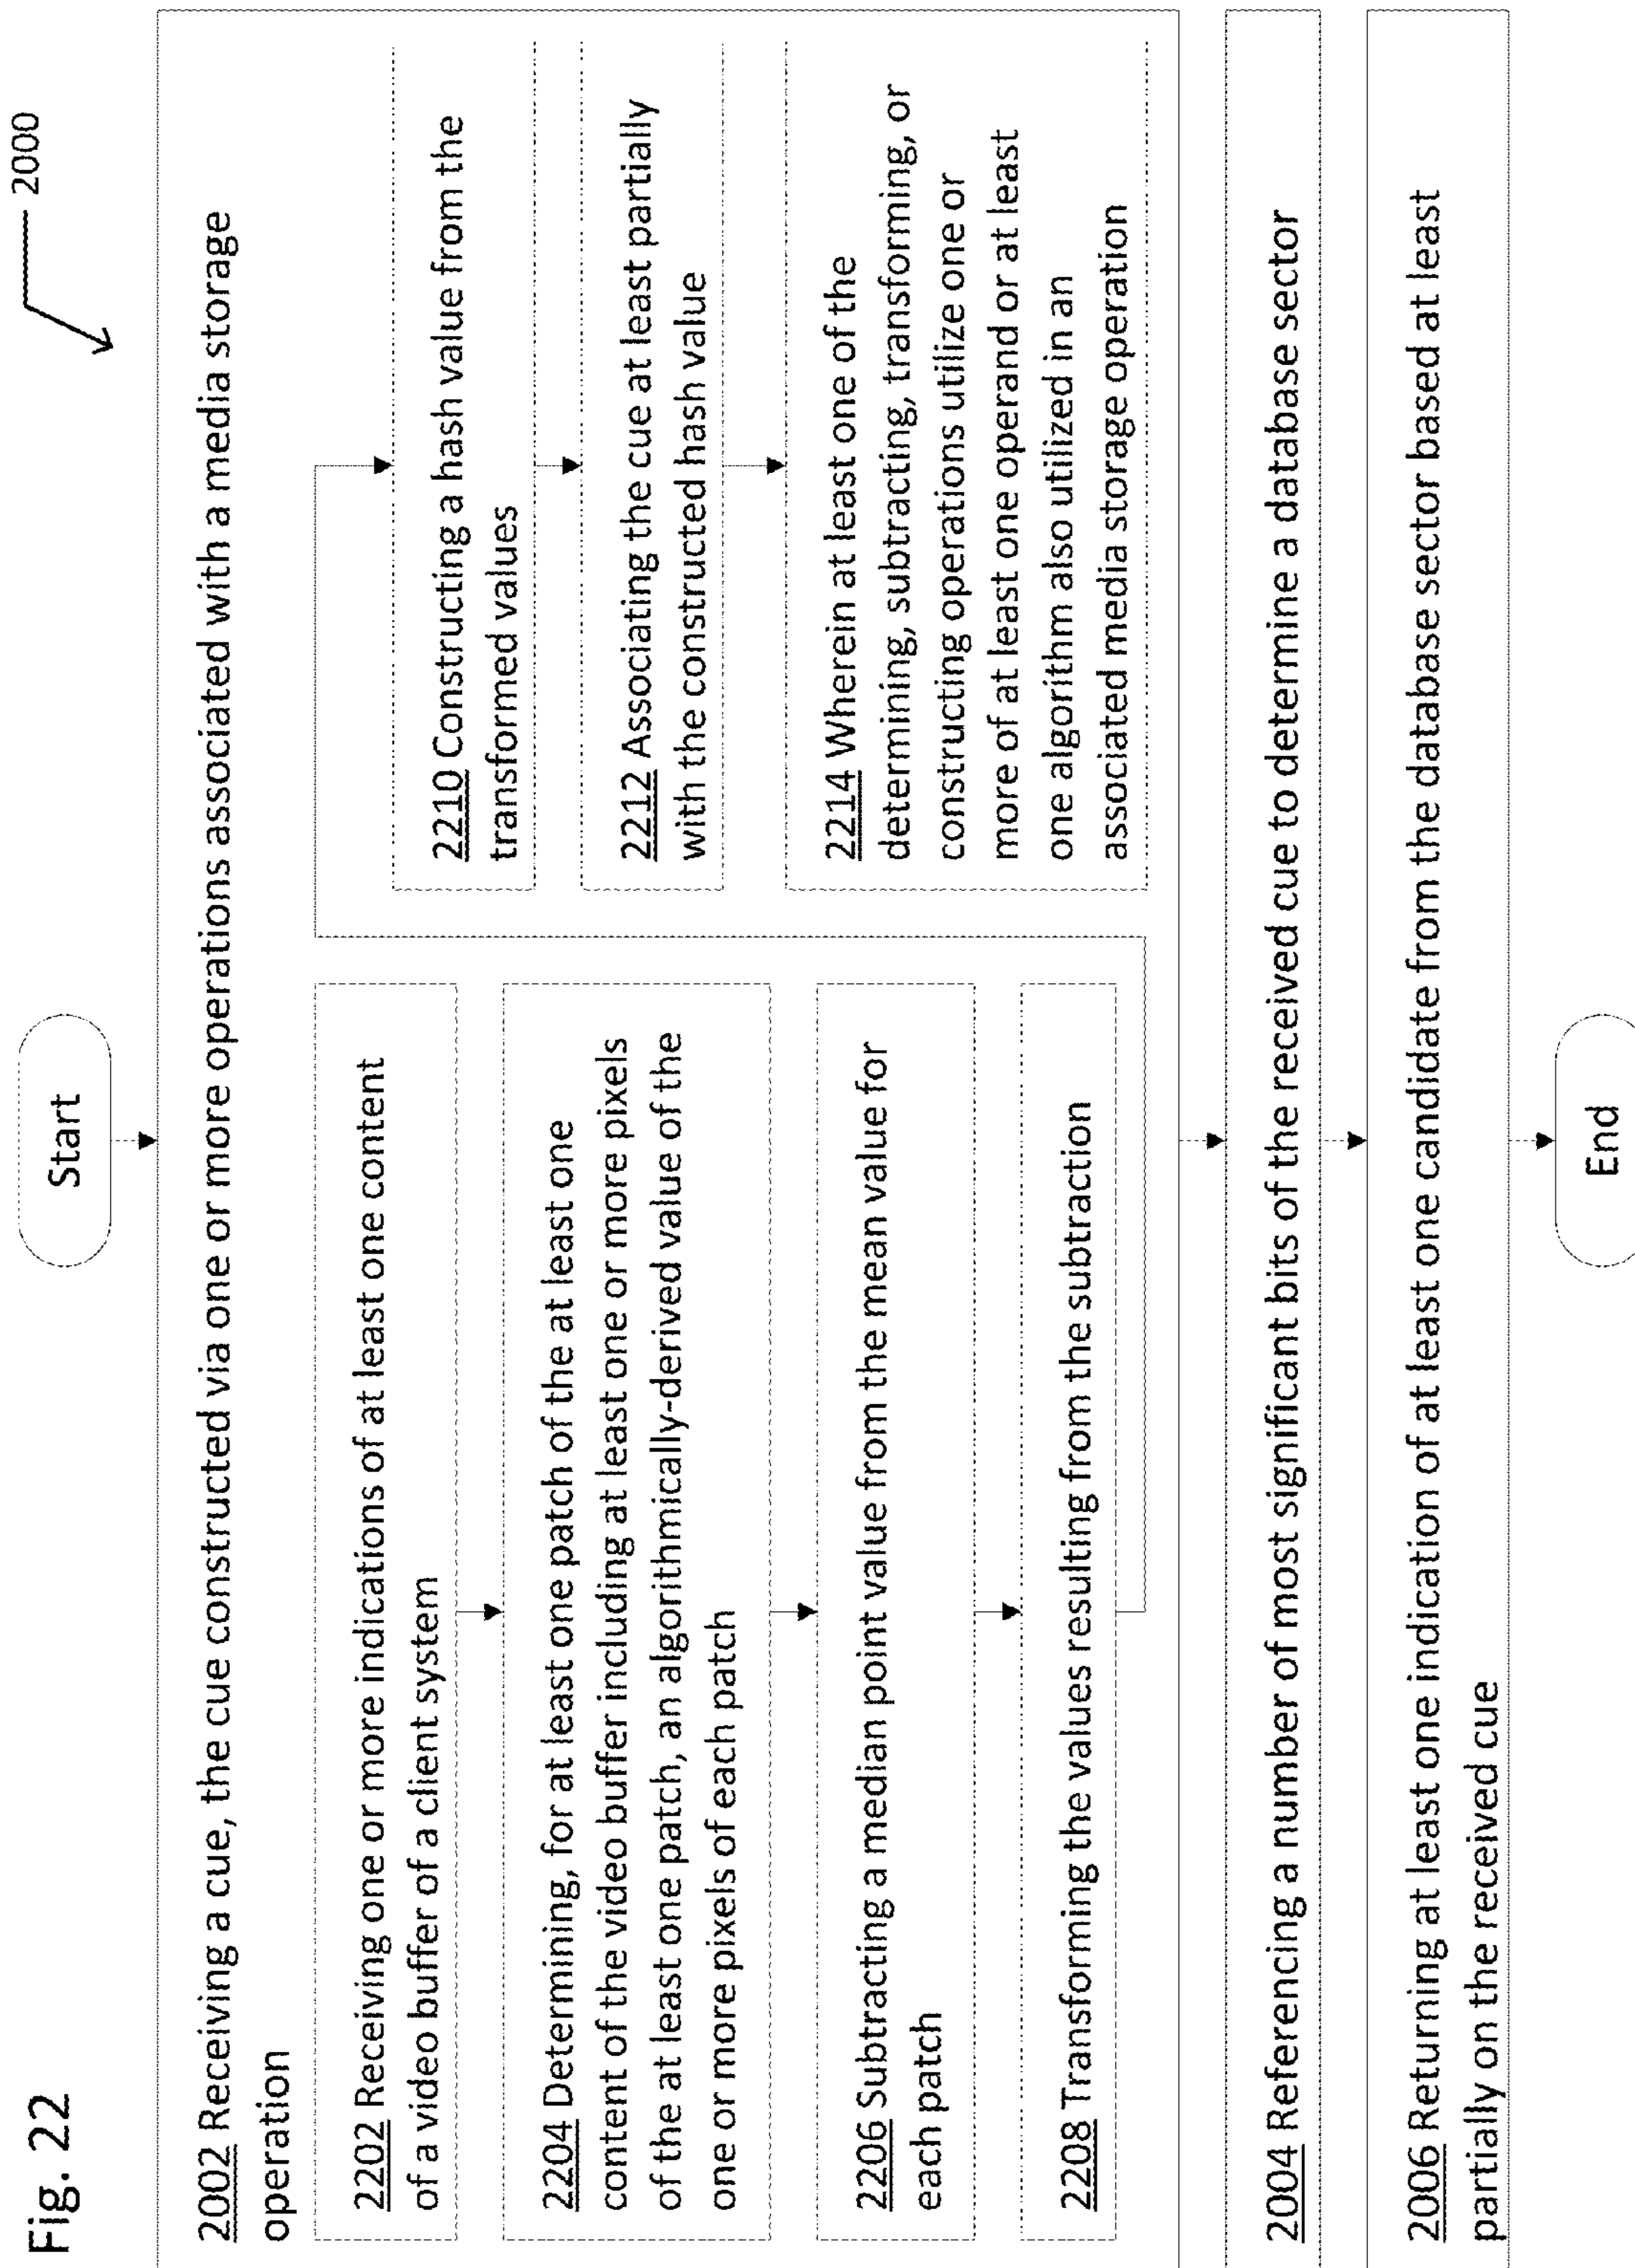 Fig. 22
2000
Start
2002 Receiving a cue, the cue constructed via one or more operations associated with a media storage
operation
2202 Receiving one or more indications of at least one content
of a video buffer of a client system
2204 Determining, for at least one patch of the at least one
content of the video buffer including at least one or more pixels
of the at least one patch, an algorithmically-derived value of the
one or more pixels of each patch
2206 Subtracting a median point value from the mean value for
each patch
2208 Transforming the values resulting from the subtraction
2210 Constructing a hash value from the
transformed values
2212 Associating the cue at least partially
with the constructed hash value
2214 Wherein at least one of the
determining, subtracting, transforming, or
constructing operations utilize one or
more of at least one operand or at least
one algorithm also utilized in an
associated media storage operation
2004 Referencing a number of most significant bits of the received cue to determine a database sector
2006 Returning at least one indication of at least one candidate from the database sector based at least
partially on the received cue
End